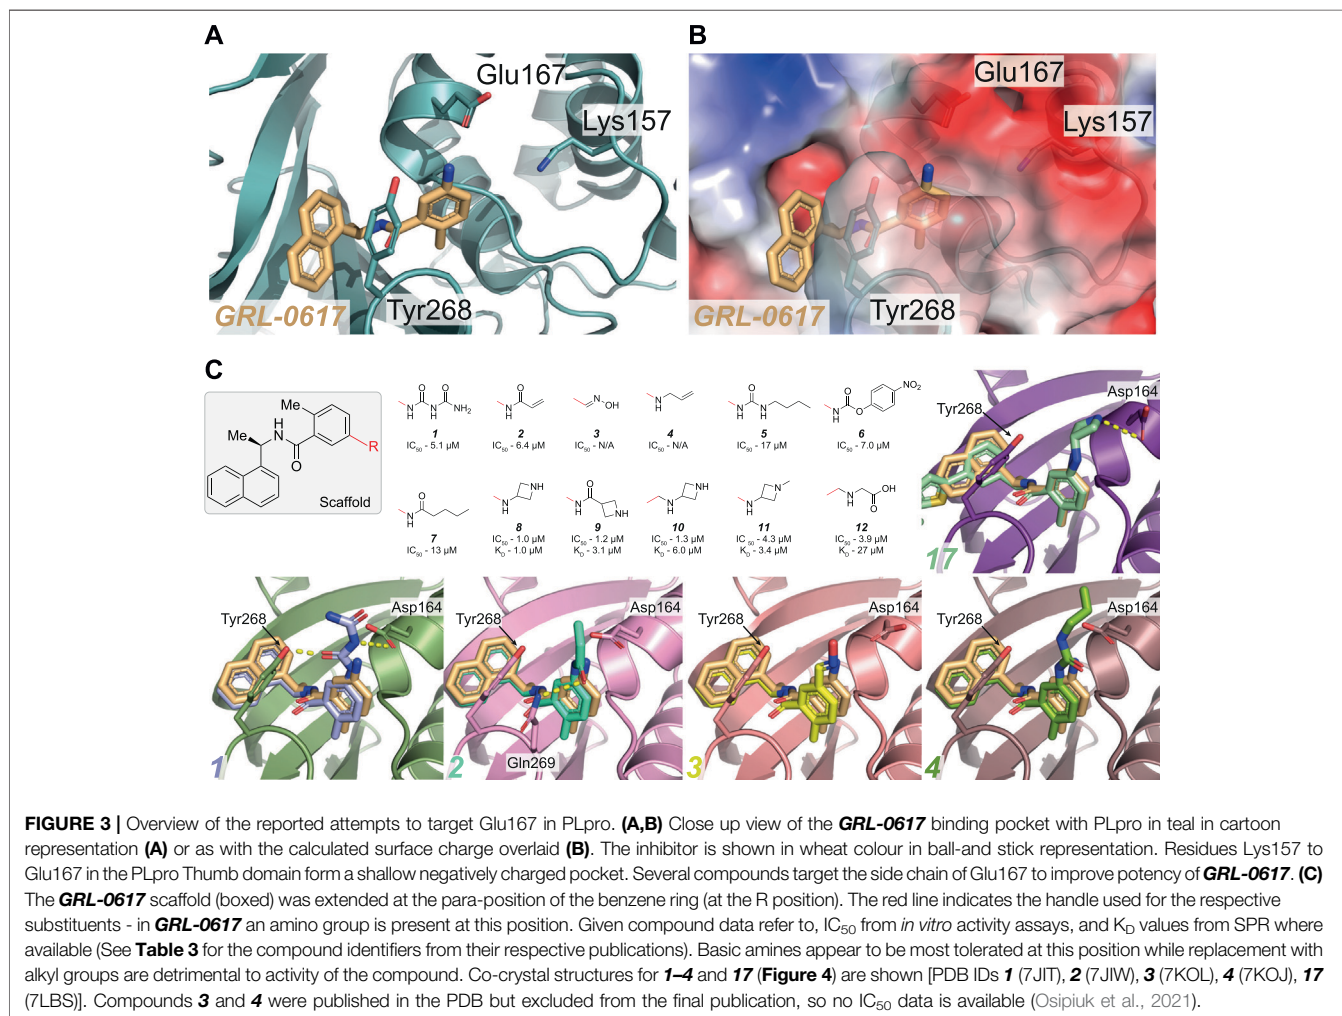 A
Glu167
Lys157
GRL-0617
Tyr268
B
Glu167
Lys157
GRL-0617
Tyr268
C
Me
Me
NH
O
R
Scaffold
O O
N H N H NH₂
1
IC₅₀ - 5.1 µM
O
N H
2
IC₅₀ - 6.4 µM
N OH
3
IC₅₀ - N/A
N H
4
IC₅₀ - N/A
O
N H N H
5
IC₅₀ - 17 µM
O NO₂
N H O
6
IC₅₀ - 7.0 µM
O
N H
7
IC₅₀ - 13 µM
NH
N H
8
IC₅₀ - 1.0 µM
K_D - 1.0 µM
O
N H NH
9
IC₅₀ - 1.2 µM
K_D - 3.1 µM
NH
N H
10
IC₅₀ - 1.3 µM
K_D - 6.0 µM
N
N H
11
IC₅₀ - 4.3 µM
K_D - 3.4 µM
H N OH
O
12
IC₅₀ - 3.9 µM
K_D - 27 µM
Asp164
Tyr268
17
Tyr268
Asp164
1
Tyr268
Asp164
Gln269
2
Tyr268
Asp164
3
Tyr268
Asp164
4
FIGURE 3 | Overview of the reported attempts to target Glu167 in PLpro. (A,B) Close up view of the GRL-0617 binding pocket with PLpro in teal in cartoon
representation (A) or as with the calculated surface charge overlaid (B). The inhibitor is shown in wheat colour in ball-and stick representation. Residues Lys157 to
Glu167 in the PLpro Thumb domain form a shallow negatively charged pocket. Several compounds target the side chain of Glu167 to improve potency of GRL-0617. (C)
The GRL-0617 scaffold (boxed) was extended at the para-position of the benzene ring (at the R position). The red line indicates the handle used for the respective
substituents - in GRL-0617 an amino group is present at this position. Given compound data refer to, IC₅₀ from in vitro activity assays, and K_D values from SPR where
available (See Table 3 for the compound identifiers from their respective publications). Basic amines appear to be most tolerated at this position while replacement with
alkyl groups are detrimental to activity of the compound. Co-crystal structures for 1–4 and 17 (Figure 4) are shown [PDB IDs 1 (7JIT), 2 (7JIW), 3 (7KOL), 4 (7KOJ), 17
(7LBS)]. Compounds 3 and 4 were published in the PDB but excluded from the final publication, so no IC₅₀ data is available (Osipiuk et al., 2021).